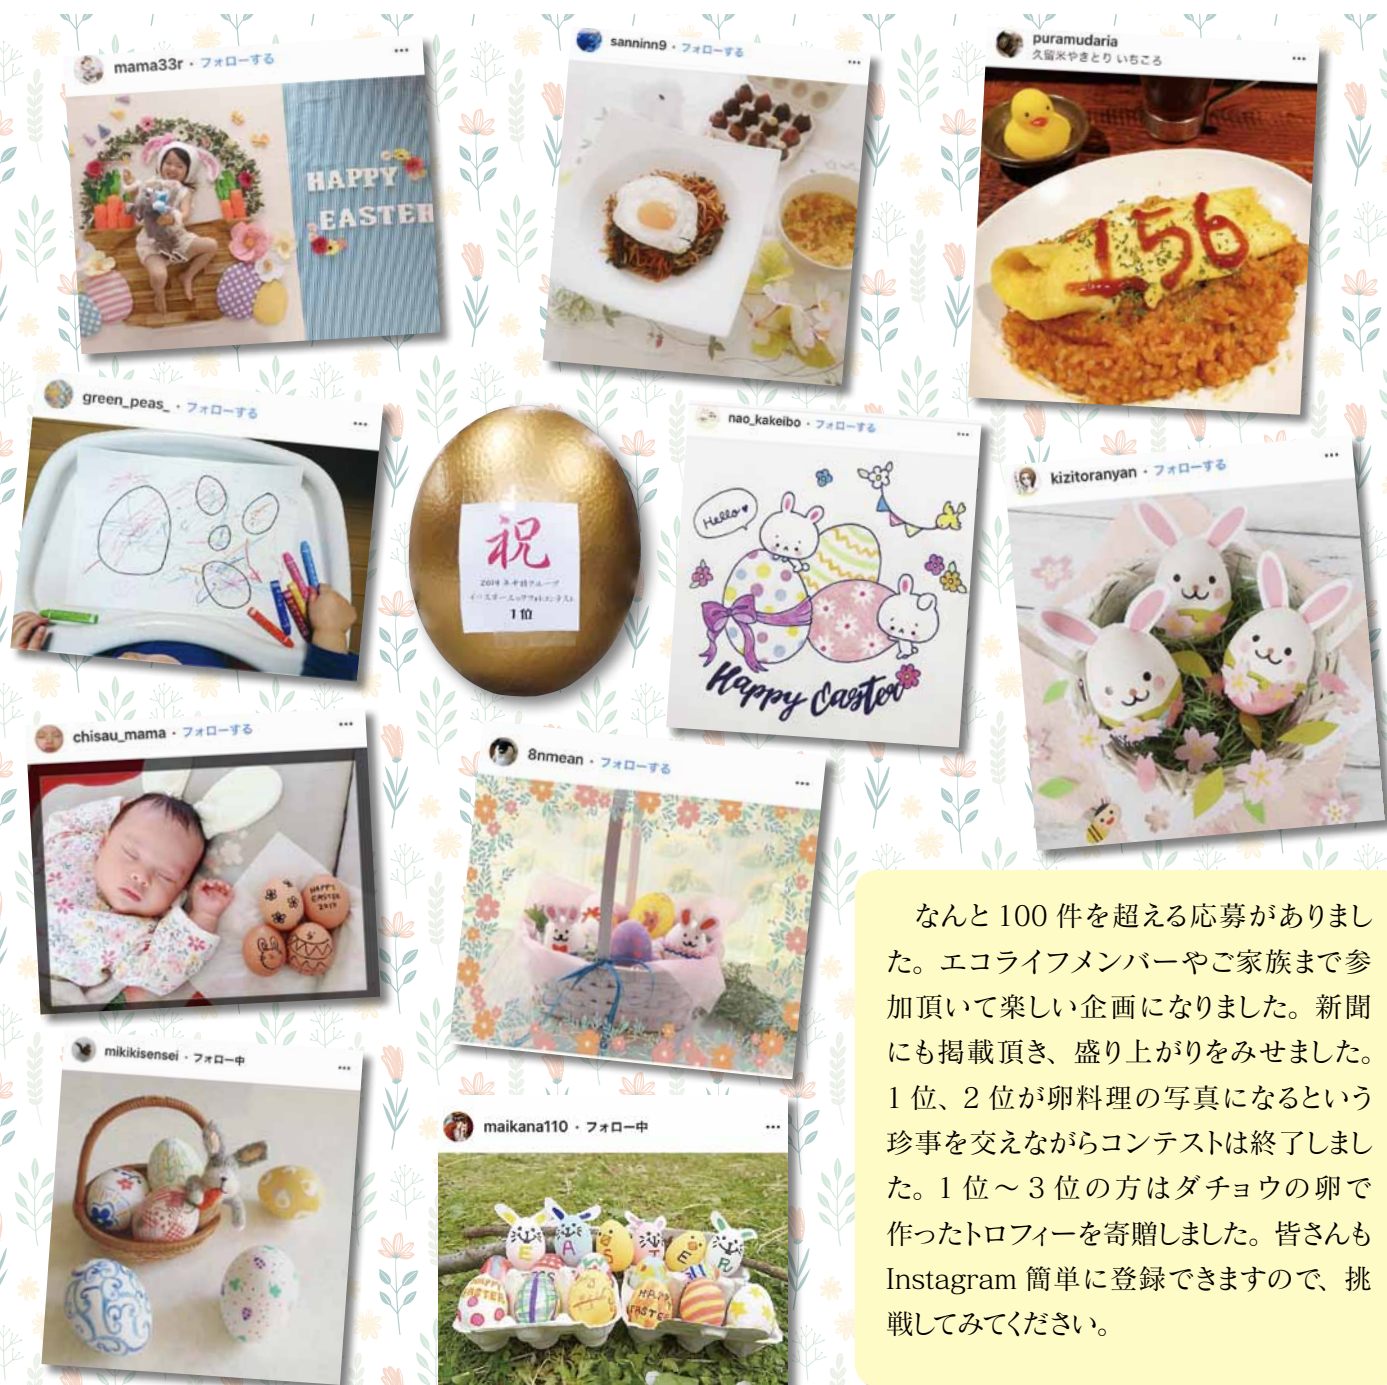 mama33r・フォローする
HAPPY
EASTER
sanninn9・フォローする
puramudaria
久留米やきとり いちころ
156
green_peas_・フォローする
祝
1位
nao_kakeibo・フォローする
Hello
Happy Easter
kizitoranyan・フォローする
chisau_mama・フォローする
HAPPY
EASTER
2019
8nmean・フォローする
mikikisensei・フォロー中
maikana110・フォロー中
E A S T E R
HAPPY
EASTER
HAPPY
EASTER
なんと100件を超える応募がありまし
た。エコライフメンバーやご家族まで参
加頂いて楽しい企画になりました。新聞
にも掲載頂き、盛り上がりをみせました。
1位、2位が卵料理の写真になるという
珍事を交えながらコンテストは終了しまし
た。1位～3位の方はダチョウの卵で
作ったトロフィーを寄贈しました。皆さんも
Instagram 簡単に登録できますので、挑
戦してみてください。